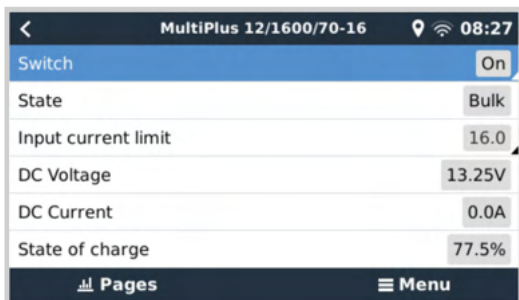 MultiPlus 12/1600/70-16 08:27
Switch On
State Bulk
Input current limit 16.0
DC Voltage 13.25V
DC Current 0.0A
State of charge 77.5%
Pages Menu